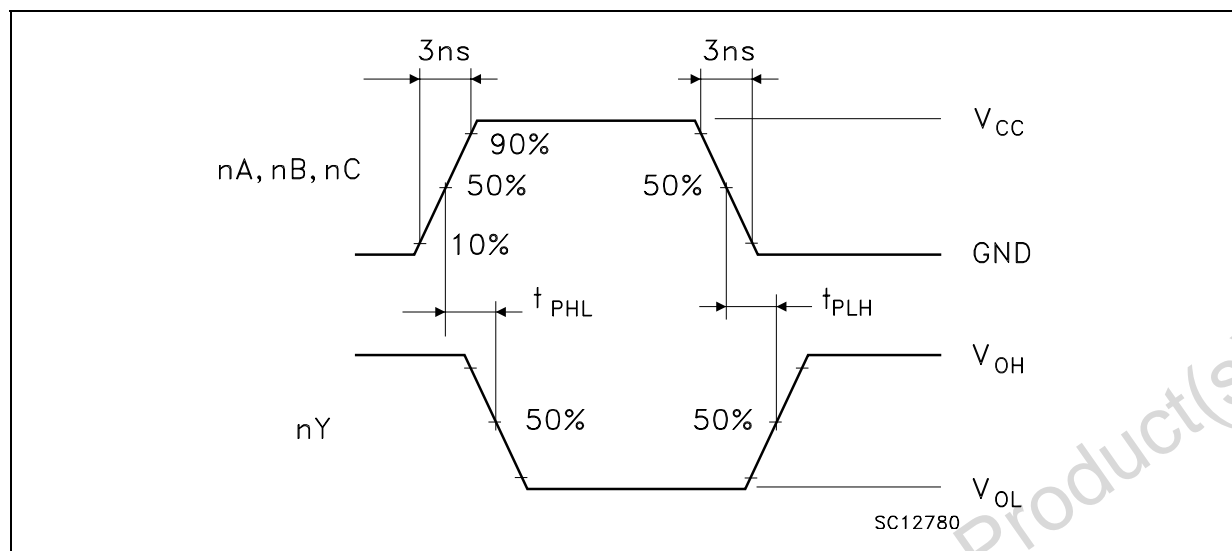 3ns 3ns
V_CC
90%
nA, nB, nC
50% 50%
10%
GND
t_PHL t_PLH
V_OH
50% 50%
nY
V_OL
SC12780
Product(s